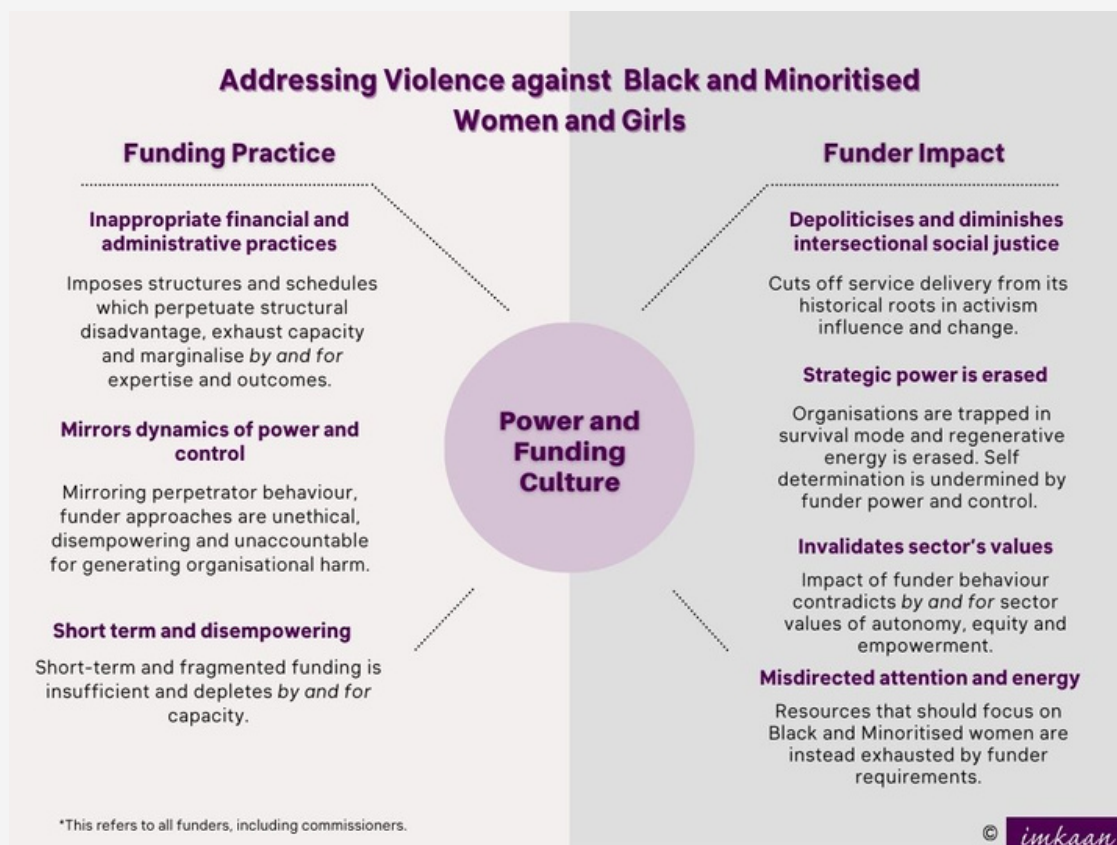 Addressing Violence against Black and Minoritised
Women and Girls
Funding Practice
Inappropriate financial and
administrative practices
Imposes structures and schedules
which perpetuate structural
disadvantage, exhaust capacity
and marginalise by and for
expertise and outcomes.
Mirrors dynamics of power and
control
Mirroring perpetrator behaviour,
funder approaches are unethical,
disempowering and unaccountable
for generating organisational harm.
Short term and disempowering
Short-term and fragmented funding is
insufficient and depletes by and for
capacity.
*This refers to all funders, including commissioners.
Power and
Funding
Culture
Funder Impact
Depoliticises and diminishes
intersectional social justice
Cuts off service delivery from its
historical roots in activism
influence and change.
Strategic power is erased
Organisations are trapped in
survival mode and regenerative
energy is erased. Self
determination is undermined by
funder power and control.
Invalidates sector's values
Impact of funder behaviour
contradicts by and for sector
values of autonomy, equity and
empowerment.
Misdirected attention and energy
Resources that should focus on
Black and Minoritised women are
instead exhausted by funder
requirements.
© imkaan